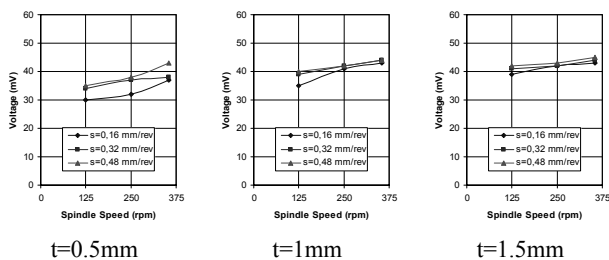 60
50
40
30
20
10
0
Voltage (mV)
s=0,16 mm/rev
s=0,32 mm/rev
s=0,48 mm/rev
0 125 250 375
Spindle Speed (rpm)
t=0.5mm
60
50
40
30
20
10
0
Voltage (mV)
s=0,16 mm/rev
s=0,32 mm/rev
s=0,48 mm/rev
0 125 250 375
Spindle Speed (rpm)
t=1mm
60
50
40
30
20
10
0
Voltage (mV)
s=0,16 mm/rev
s=0,32 mm/rev
s=0,48 mm/rev
0 125 250 375
Spindle Speed (rpm)
t=1.5mm